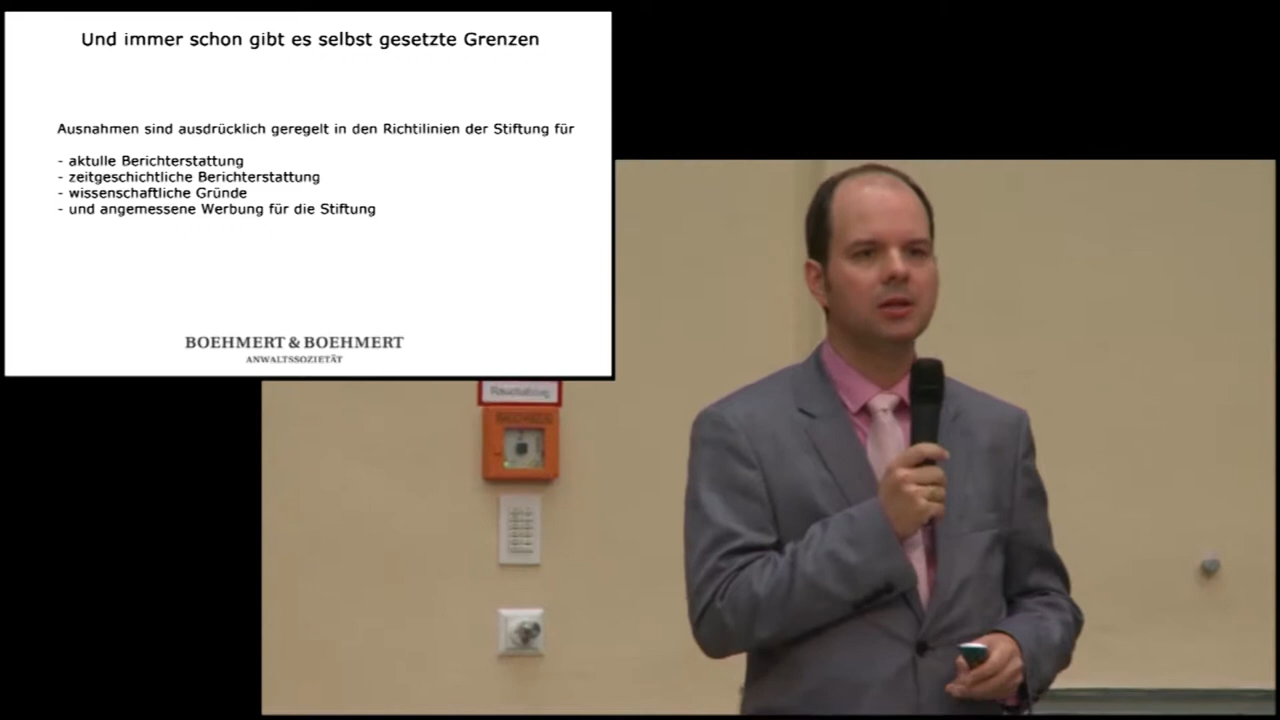 Und immer schon gibt es selbst gesetzte Grenzen
Ausnahmen sind ausdrücklich geregelt in den Richtilinien der Stiftung für
- aktulle Berichterstattung
- zeitgeschichtliche Berichterstattung
- wissenschaftliche Gründe
- und angemessene Werbung für die Stiftung
BOEHMERT & BOEHMERT
ANWALTSSOZIETÄT
Rauchabzug